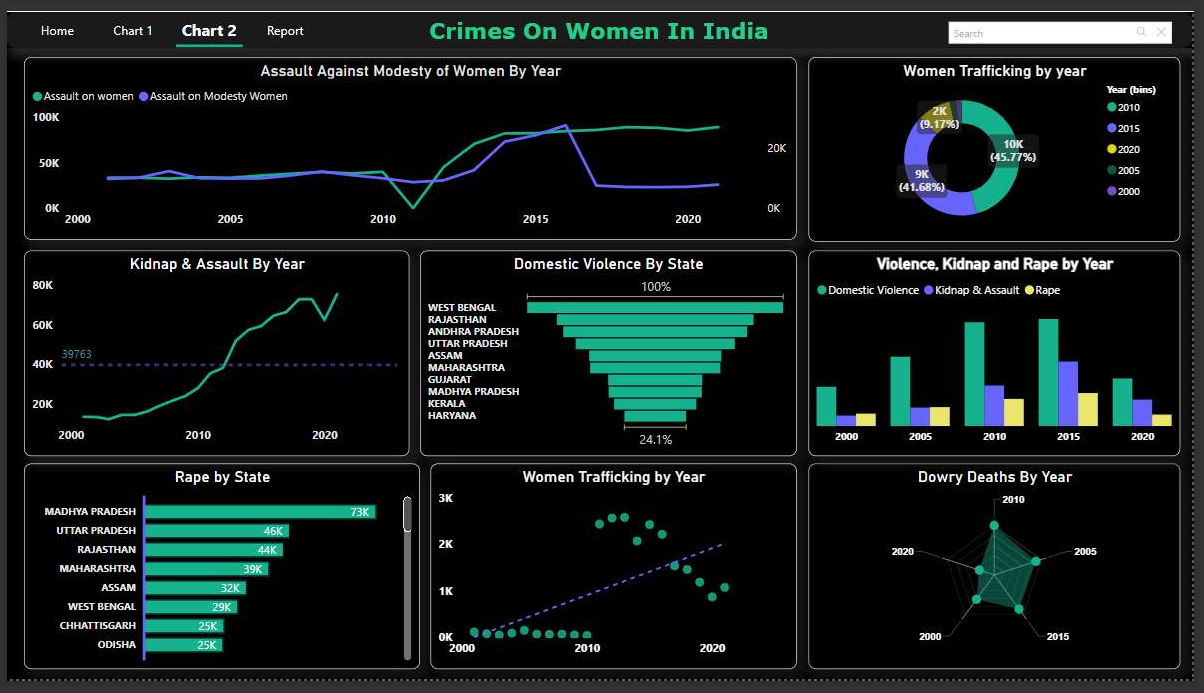 Home Chart 1 Chart 2 Report
Crimes On Women In India
Search
Assault Against Modesty of Women By Year
Assault on women Assault on Modesty Women
100K
50K
0K
20K
0K
2000 2005 2010 2015 2020
Women Trafficking by year
Year (bins)
2010
2015
2020
2005
2000
2K
(9.17%)
10K
(45.77%)
9K
(41.68%)
Kidnap & Assault By Year
80K
60K
39763
40K
20K
2000 2010 2020
Domestic Violence By State
100%
WEST BENGAL
RAJASTHAN
ANDHRA PRADESH
UTTAR PRADESH
ASSAM
MAHARASHTRA
GUJARAT
MADHYA PRADESH
KERALA
HARYANA
24.1%
Violence, Kidnap and Rape by Year
Domestic Violence Kidnap & Assault Rape
2000 2005 2010 2015 2020
Rape by State
MADHYA PRADESH 73K
UTTAR PRADESH 46K
RAJASTHAN 44K
MAHARASHTRA 39K
ASSAM 32K
WEST BENGAL 29K
CHHATTISGARH 25K
ODISHA 25K
Women Trafficking by Year
3K
2K
1K
0K
2000 2010 2020
Dowry Deaths By Year
2010
2020 2005
2000 2015